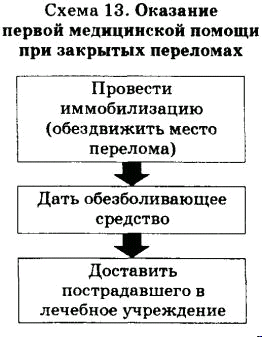 Схема 13. Оказание
первой медицинской помощи
при закрытых переломах
Провести
иммобилизацию
(обездвижить место
перелома)
Дать обезболивающее
средство
Доставить
пострадавшего в
лечебное учреждение